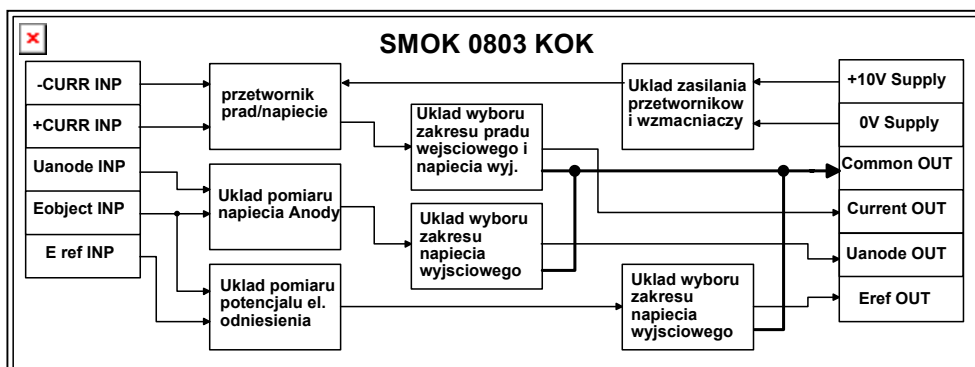 SMOK 0803 KOK
-CURR INP
+CURR INP
Uanode INP
Eobject INP
E ref INP
przetwornik
prad/napiecie
Uklad pomiaru
napiecia Anody
Uklad pomiaru
potencjalu el.
odniesienia
Uklad wyboru
zakresu pradu
wejsciowego i
napiecia wyj.
Uklad wyboru
zakresu
napiecia
wyjsciowego
Uklad zasilania
przetwornikow
i wzmacniaczy
Uklad wyboru
zakresu
napiecia
wyjsciowego
+10V Supply
0V Supply
Common OUT
Current OUT
Uanode OUT
Eref OUT